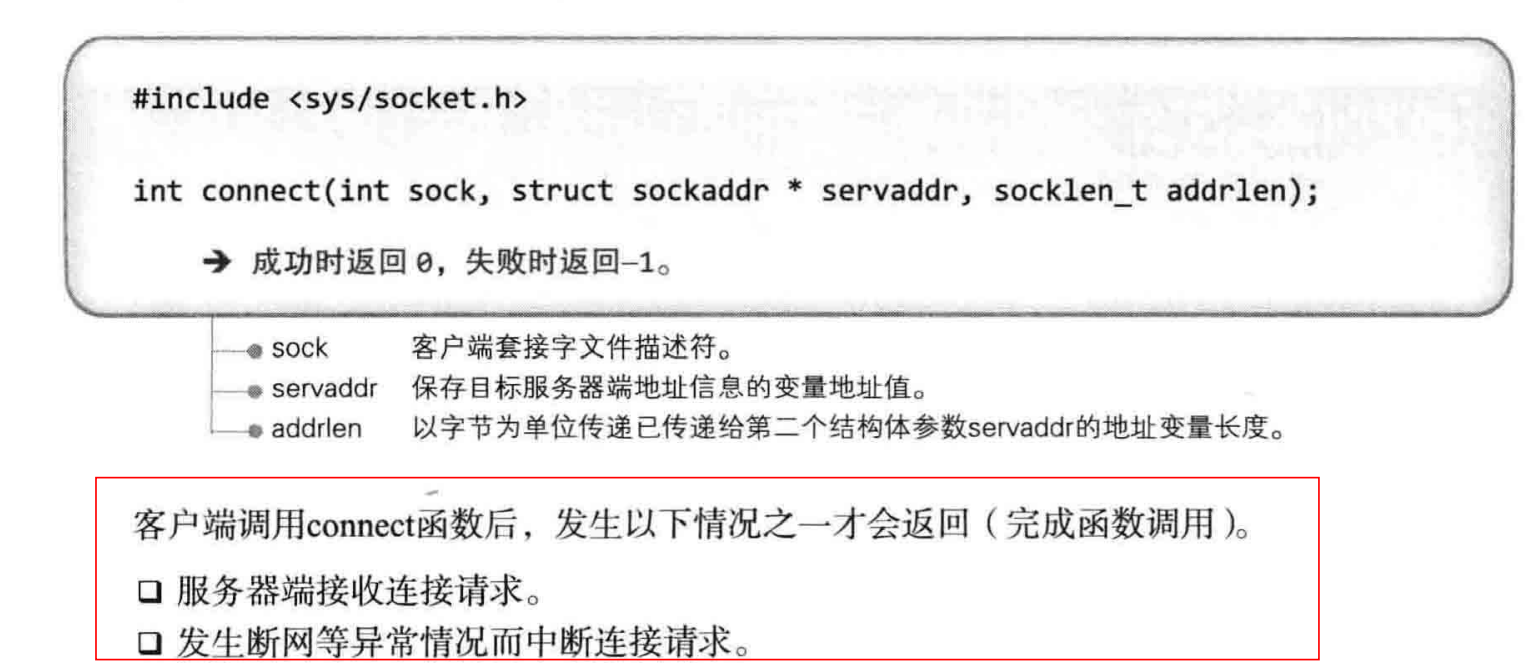 #include <sys/socket.h>
int connect(int sock, struct sockaddr * servaddr, socklen_t addrlen);
➔ 成功时返回 0，失败时返回–1。
sock 客户端套接字文件描述符。
servaddr 保存目标服务器端地址信息的变量地址值。
addrlen 以字节为单位传递已传递给第二个结构体参数servaddr的地址变量长度。
客户端调用connect函数后，发生以下情况之一才会返回（完成函数调用）。
❑ 服务器端接收连接请求。
❑ 发生断网等异常情况而中断连接请求。